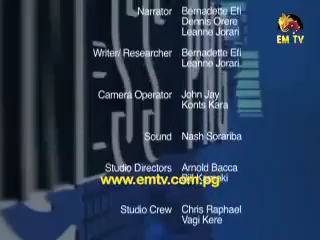 EM TV
Narrator Bernadette Efi
Dennis Orere
Leanne Jorari
Writer/ Researcher Bernadette Efi
Leanne Jorari
Camera Operator John Jay
Konts Kara
Sound Nash Sorariba
Studio Directors Arnold Bacca
www.emtv.com.pg
Studio Crew Chris Raphael
Vagi Kere